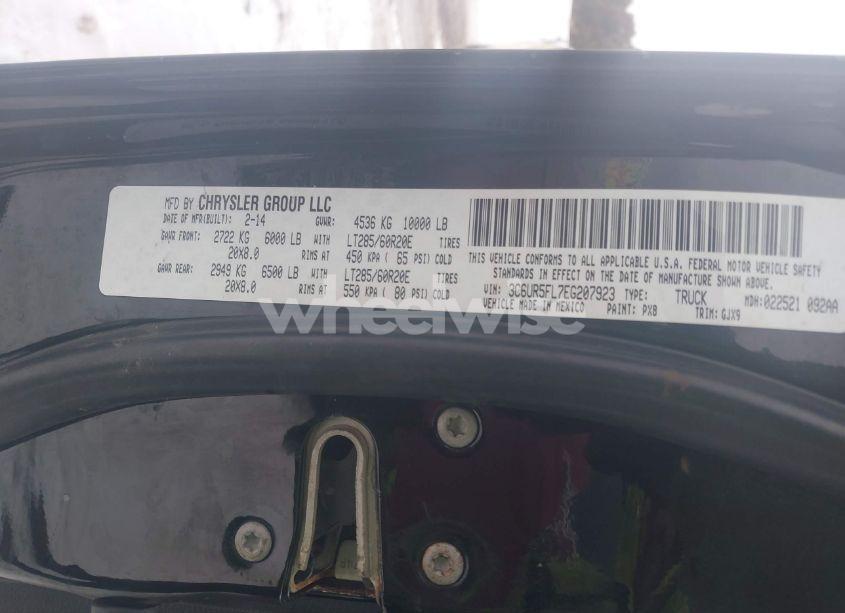 MFD BY CHRYSLER GROUP LLC
DATE OF MFR(BUILT): 2-14 GVWR: 4536 KG 10000 LB
GAWR FRONT: 2722 KG 6000 LB WITH LT285/60R20E TIRES
20X8.0 RIMS AT 450 KPA ( 65 PSI) COLD
GAWR REAR: 2949 KG 6500 LB WITH LT285/60R20E TIRES
20X8.0 RIMS AT 550 KPA ( 80 PSI) COLD
THIS VEHICLE CONFORMS TO ALL APPLICABLE U.S.A. FEDERAL MOTOR VEHICLE SAFETY
STANDARDS IN EFFECT ON THE DATE OF MANUFACTURE SHOWN ABOVE.
VIN: 3C6UR5FL7EG207923 TYPE: TRUCK MDH:022521 092AA
VEHICLE MADE IN MEXICO PAINT: PX8 TRIM: GJX9
wheelwise